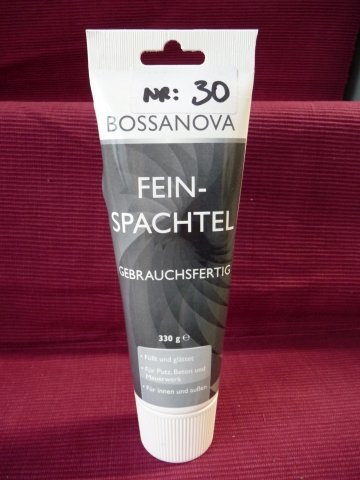 NR: 30
BOSSANOVA
FEIN-
SPACHTEL
GEBRAUCHSFERTIG
330 g e
• Füllt und glättet
• Für Putz, Beton und
Mauerwerk
• Für innen und außen